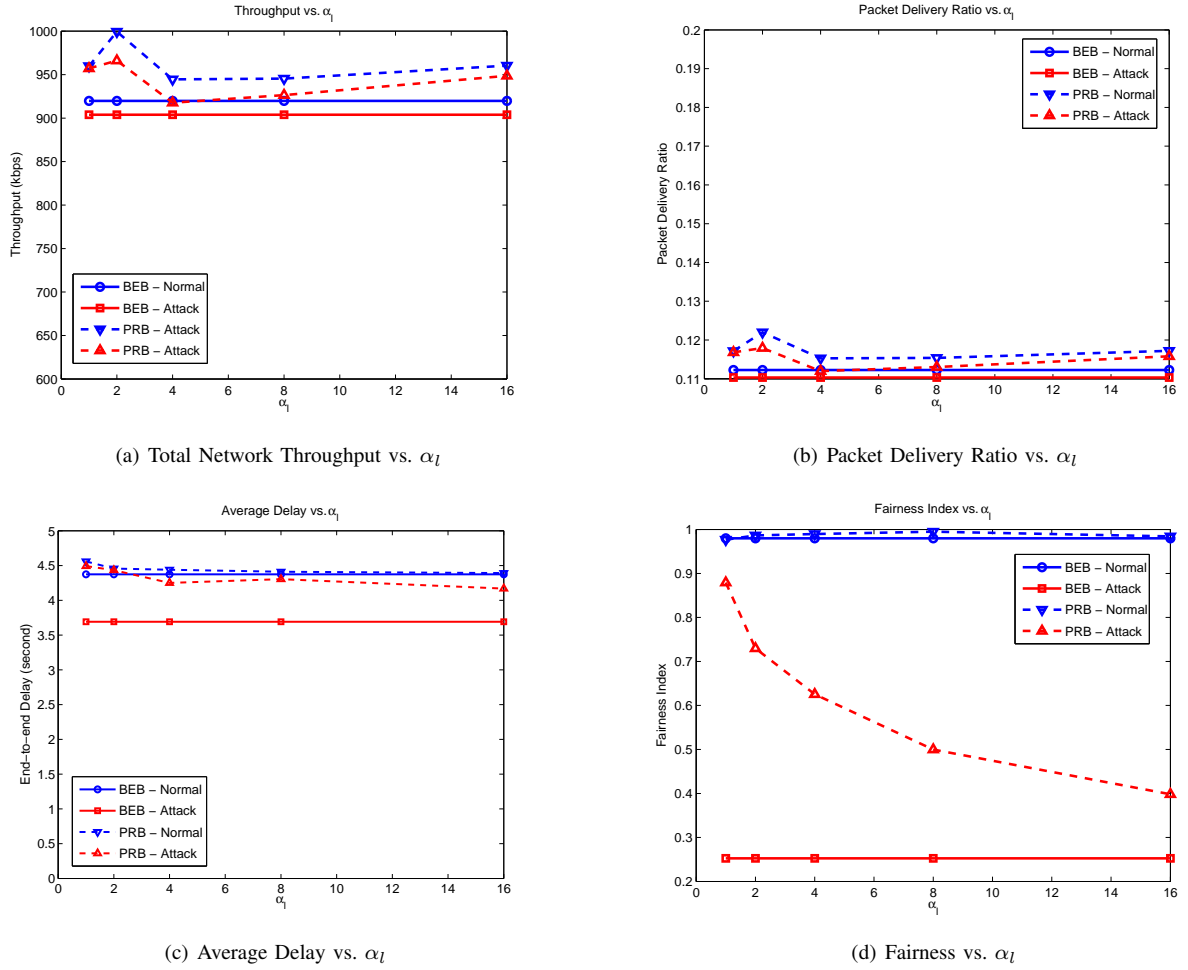 Throughput vs. α_l
1000
950
900
850
800
750
700
650
600
Throughput (kbps)
BEB − Normal
BEB − Attack
PRB − Attack
PRB − Attack
0 2 4 6 8 10 12 14 16
α_l
(a) Total Network Throughput vs. α_l
Packet Delivery Ratio vs. α_l
0.2
0.19
0.18
0.17
0.16
0.15
0.14
0.13
0.12
0.11
Packet Delivery Ratio
BEB − Normal
BEB − Attack
PRB − Normal
PRB − Attack
0 2 4 6 8 10 12 14 16
α_l
(b) Packet Delivery Ratio vs. α_l
Average Delay vs. α_l
5
4.5
4
3.5
3
2.5
2
1.5
1
0.5
0
End−to−end Delay (second)
BEB − Normal
BEB − Attack
PRB − Normal
PRB − Attack
0 2 4 6 8 10 12 14 16
α_l
(c) Average Delay vs. α_l
Fairness Index vs. α_l
1
0.9
0.8
0.7
0.6
0.5
0.4
0.3
0.2
Fairness Index
BEB − Normal
BEB − Attack
PRB − Normal
PRB − Attack
0 2 4 6 8 10 12 14 16
α_l
(d) Fairness vs. α_l